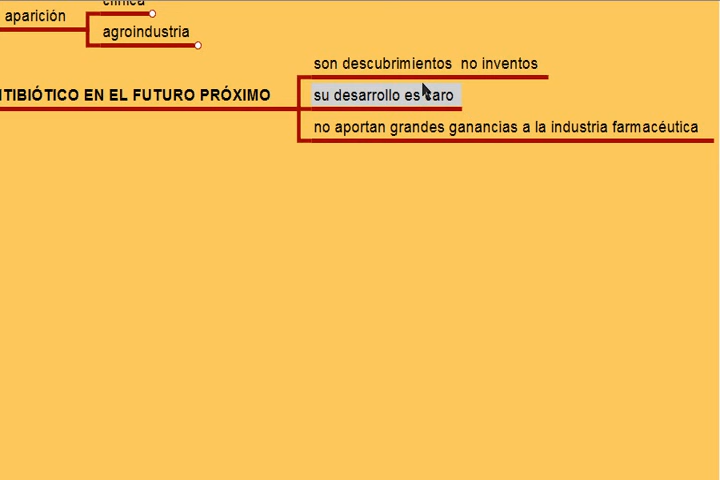 clínica
aparición
agroindustria
son descubrimientos no inventos
EN EL FUTURO PRÓXIMO
su desarrollo es caro
no aportan grandes ganancias a la industria farmacéutica